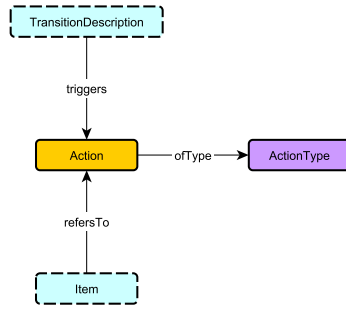 TransitionDescription
triggers
Action
ofType
ActionType
refersTo
Item